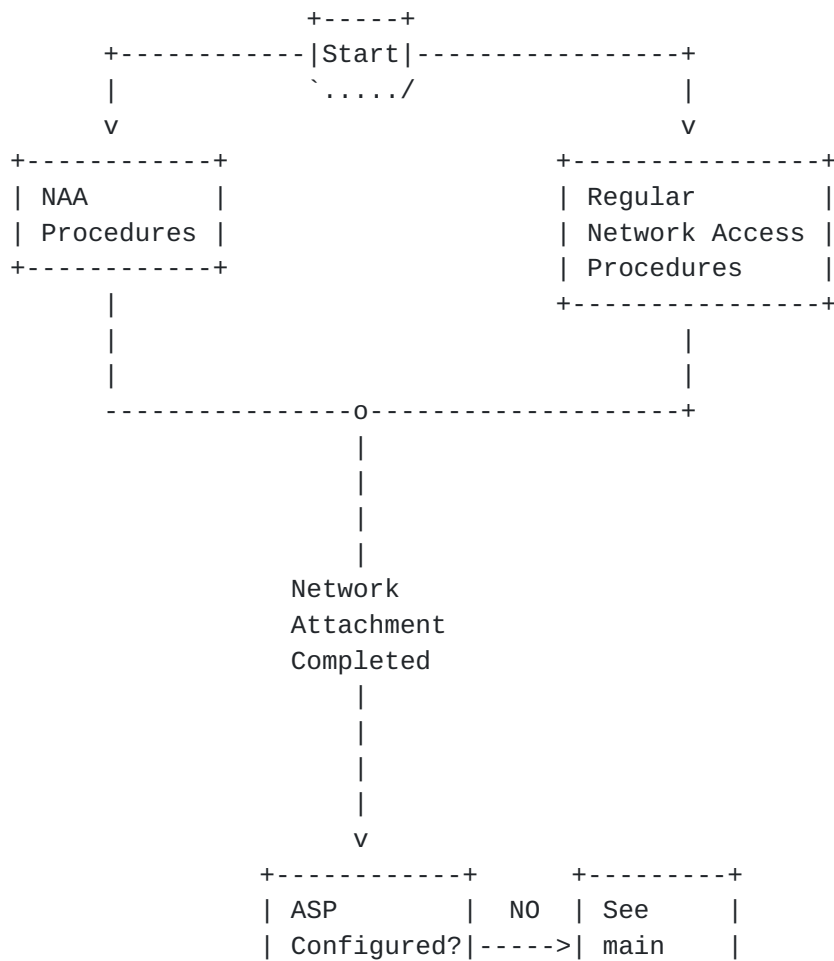 Start
NAA
Procedures
Regular
Network Access
Procedures
Network
Attachment
Completed
ASP
Configured?
NO
See
main